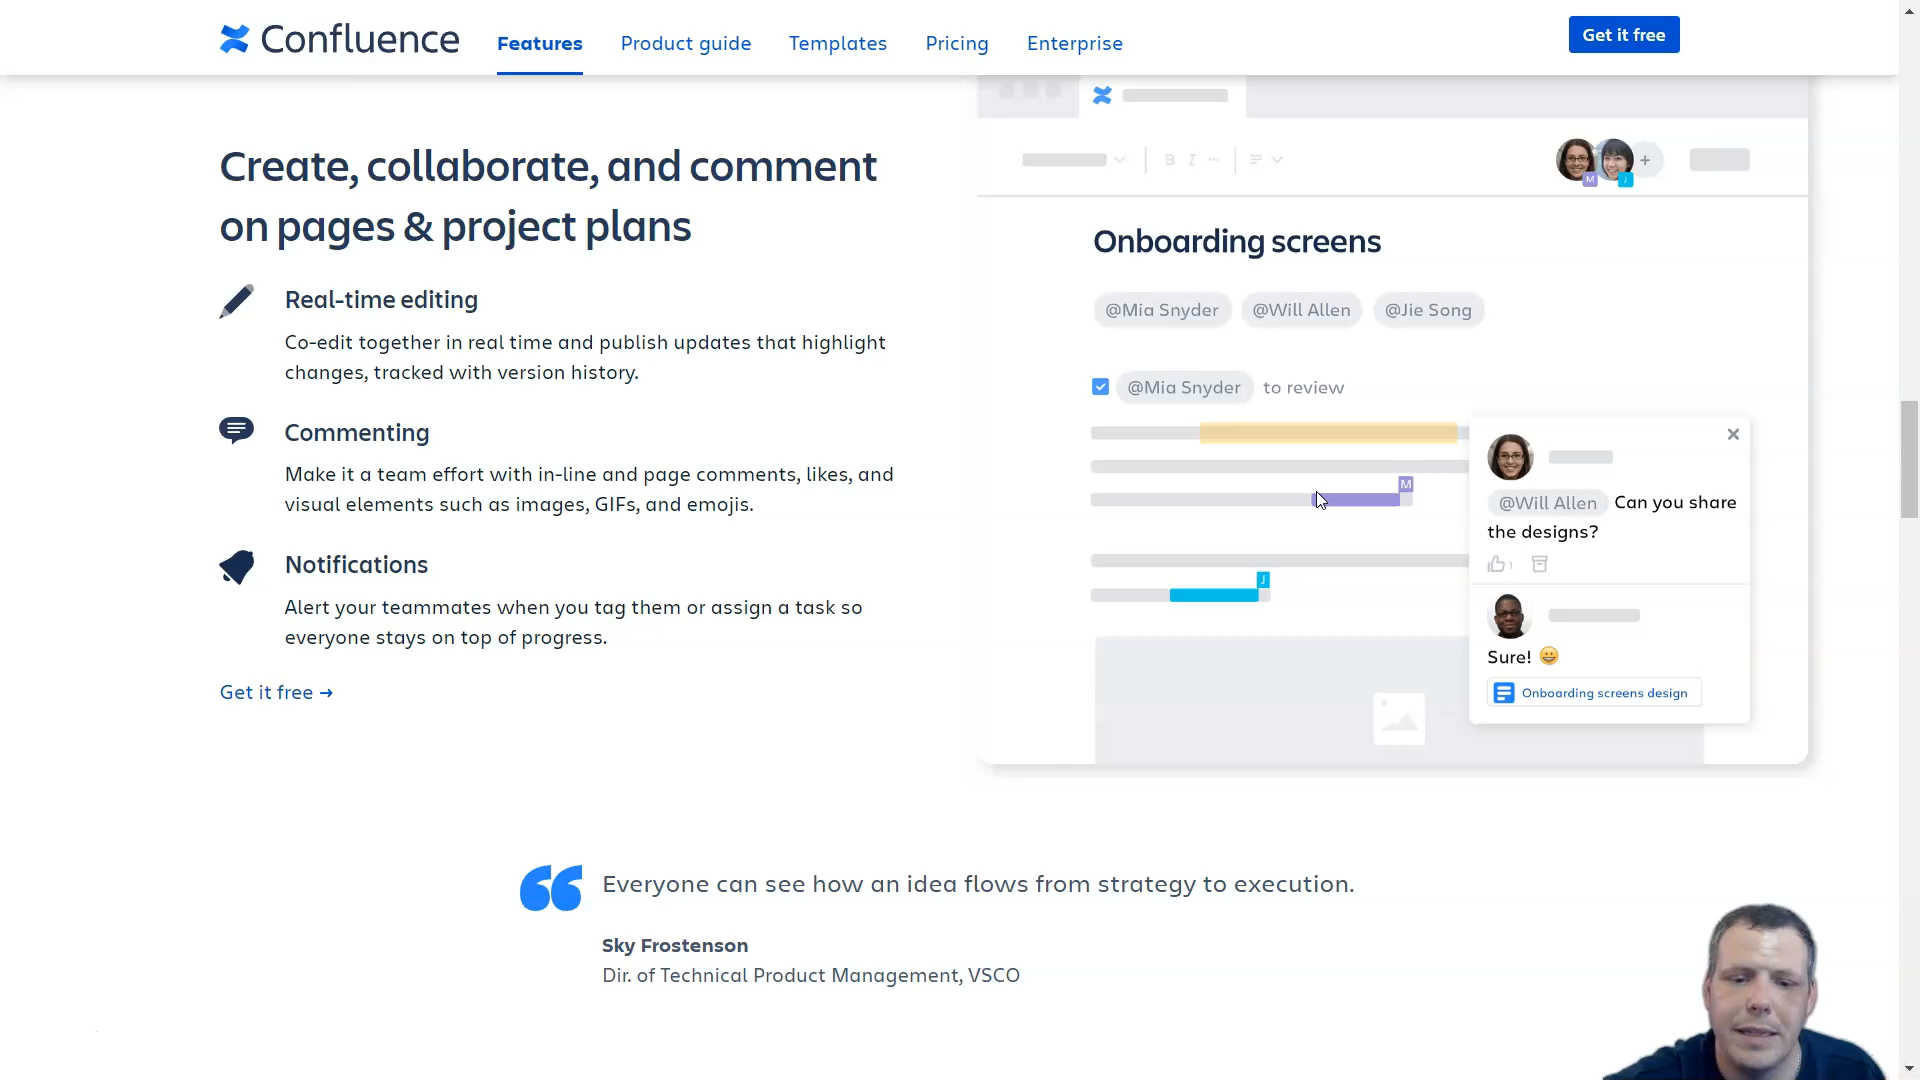 Confluence
Features
Product guide
Templates
Pricing
Enterprise
Get it free
Create, collaborate, and comment
on pages & project plans
Real-time editing
Co-edit together in real time and publish updates that highlight
changes, tracked with version history.
Commenting
Make it a team effort with in-line and page comments, likes, and
visual elements such as images, GIFs, and emojis.
Notifications
Alert your teammates when you tag them or assign a task so
everyone stays on top of progress.
Get it free →
B I ...
M J +
Onboarding screens
@Mia Snyder @Will Allen @Jie Song
@Mia Snyder to review
M
J
@Will Allen Can you share
the designs?
1
Sure! 😀
Onboarding screens design
Everyone can see how an idea flows from strategy to execution.
Sky Frostenson
Dir. of Technical Product Management, VSCO